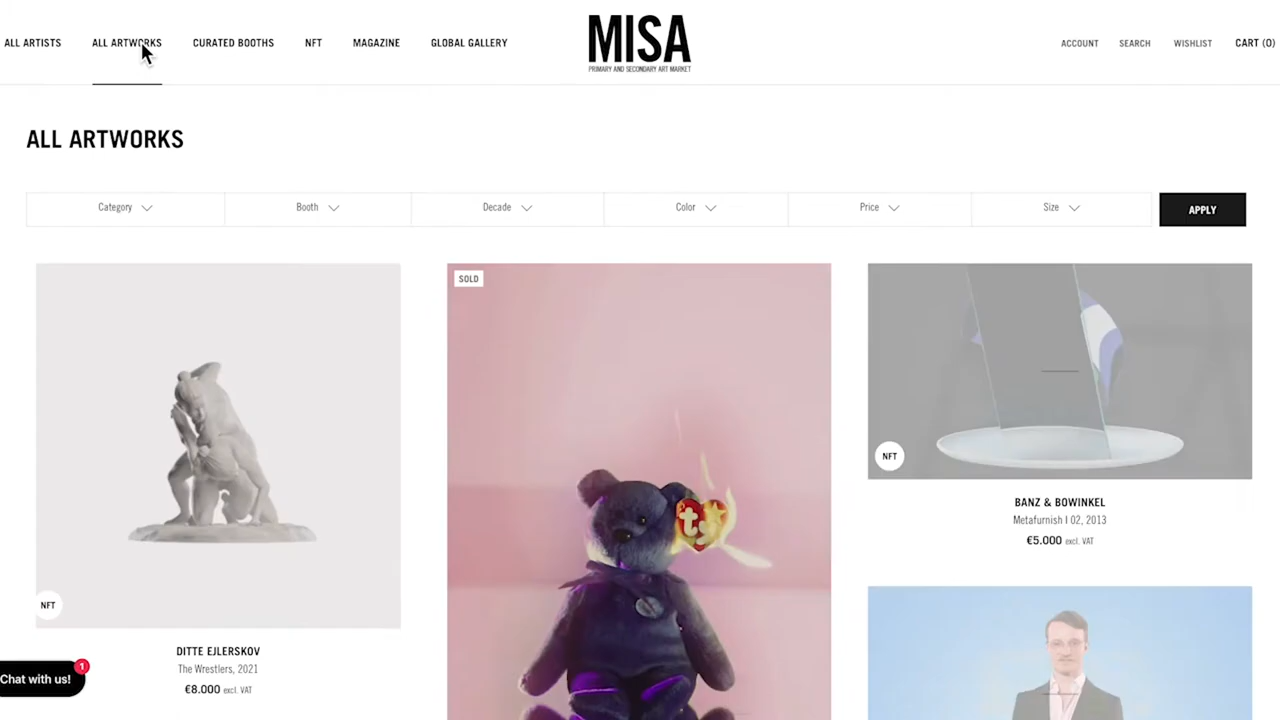 ALL ARTISTS
ALL ARTWORKS
CURATED BOOTHS
NFT
MAGAZINE
GLOBAL GALLERY
MISA
PRIMARY AND SECONDARY ART MARKET
ACCOUNT
SEARCH
WISHLIST
CART (0)
ALL ARTWORKS
Category
Booth
Decade
Color
Price
Size
APPLY
NFT
DITTE EJLERSKOV
The Wrestlers, 2021
€8.000 excl. VAT
SOLD
ty
NFT
BANZ & BOWINKEL
Metafurnish I 02, 2013
€5.000 excl. VAT
Chat with us!
1